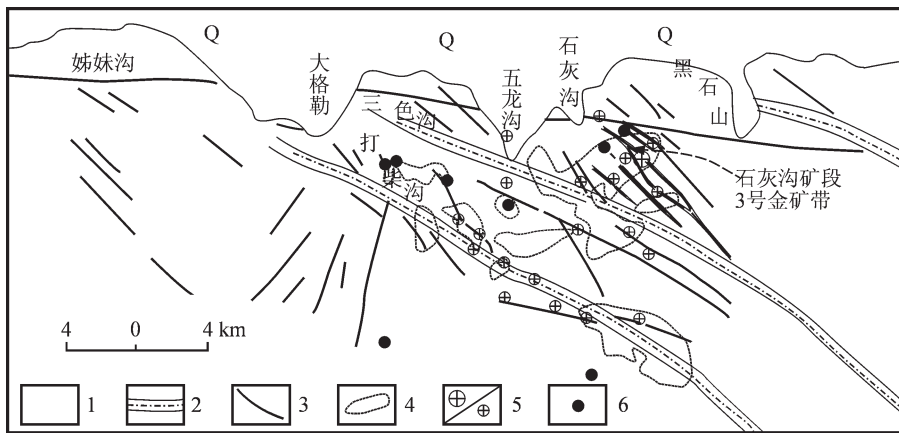 Q
Q
Q
姊妹沟
大格勒
三色沟
五龙沟
石灰沟
黑石山
打柴沟
石灰沟矿段
3号金矿带
4 0 4 km
1 2 3 4 5 6